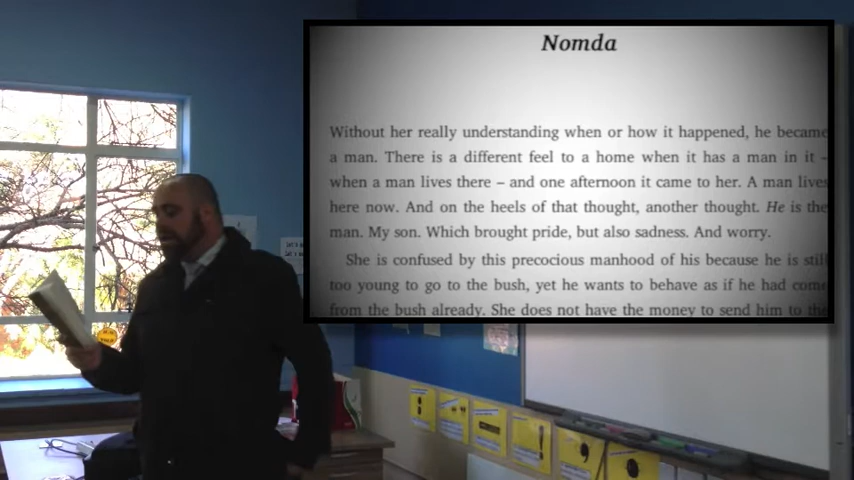 Nomda
Without her really understanding when or how it happened, he became
a man. There is a different feel to a home when it has a man in it –
when a man lives there – and one afternoon it came to her. A man lives
here now. And on the heels of that thought, another thought. He is the
man. My son. Which brought pride, but also sadness. And worry.
She is confused by this precocious manhood of his because he is still
too young to go to the bush, yet he wants to behave as if he had come
from the bush already. She does not have the money to send him to the